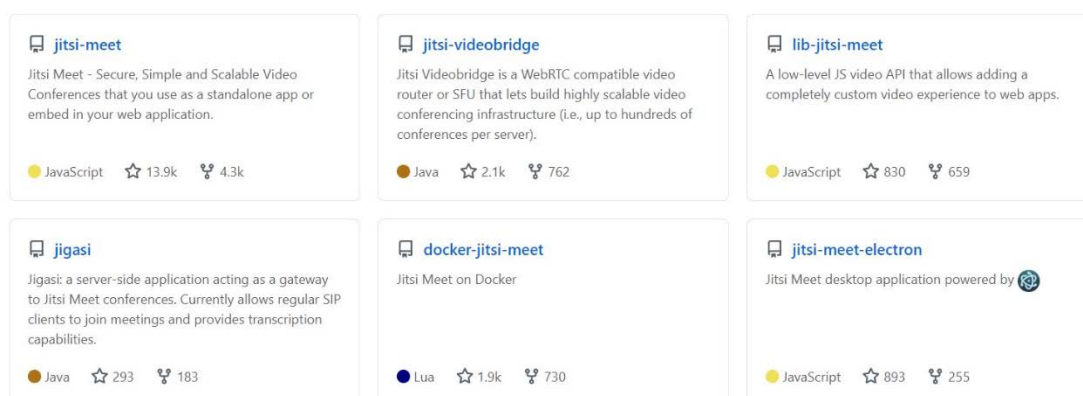 jitsi-meet
Jitsi Meet - Secure, Simple and Scalable Video
Conferences that you use as a standalone app or
embed in your web application.
JavaScript 13.9k 4.3k
jitsi-videobridge
Jitsi Videobridge is a WebRTC compatible video
router or SFU that lets build highly scalable video
conferencing infrastructure (i.e., up to hundreds of
conferences per server).
Java 2.1k 762
lib-jitsi-meet
A low-level JS video API that allows adding a
completely custom video experience to web apps.
JavaScript 830 659
jigasi
Jigasi: a server-side application acting as a gateway
to Jitsi Meet conferences. Currently allows regular SIP
clients to join meetings and provides transcription
capabilities.
Java 293 183
docker-jitsi-meet
Jitsi Meet on Docker
Lua 1.9k 730
jitsi-meet-electron
Jitsi Meet desktop application powered by
JavaScript 893 255